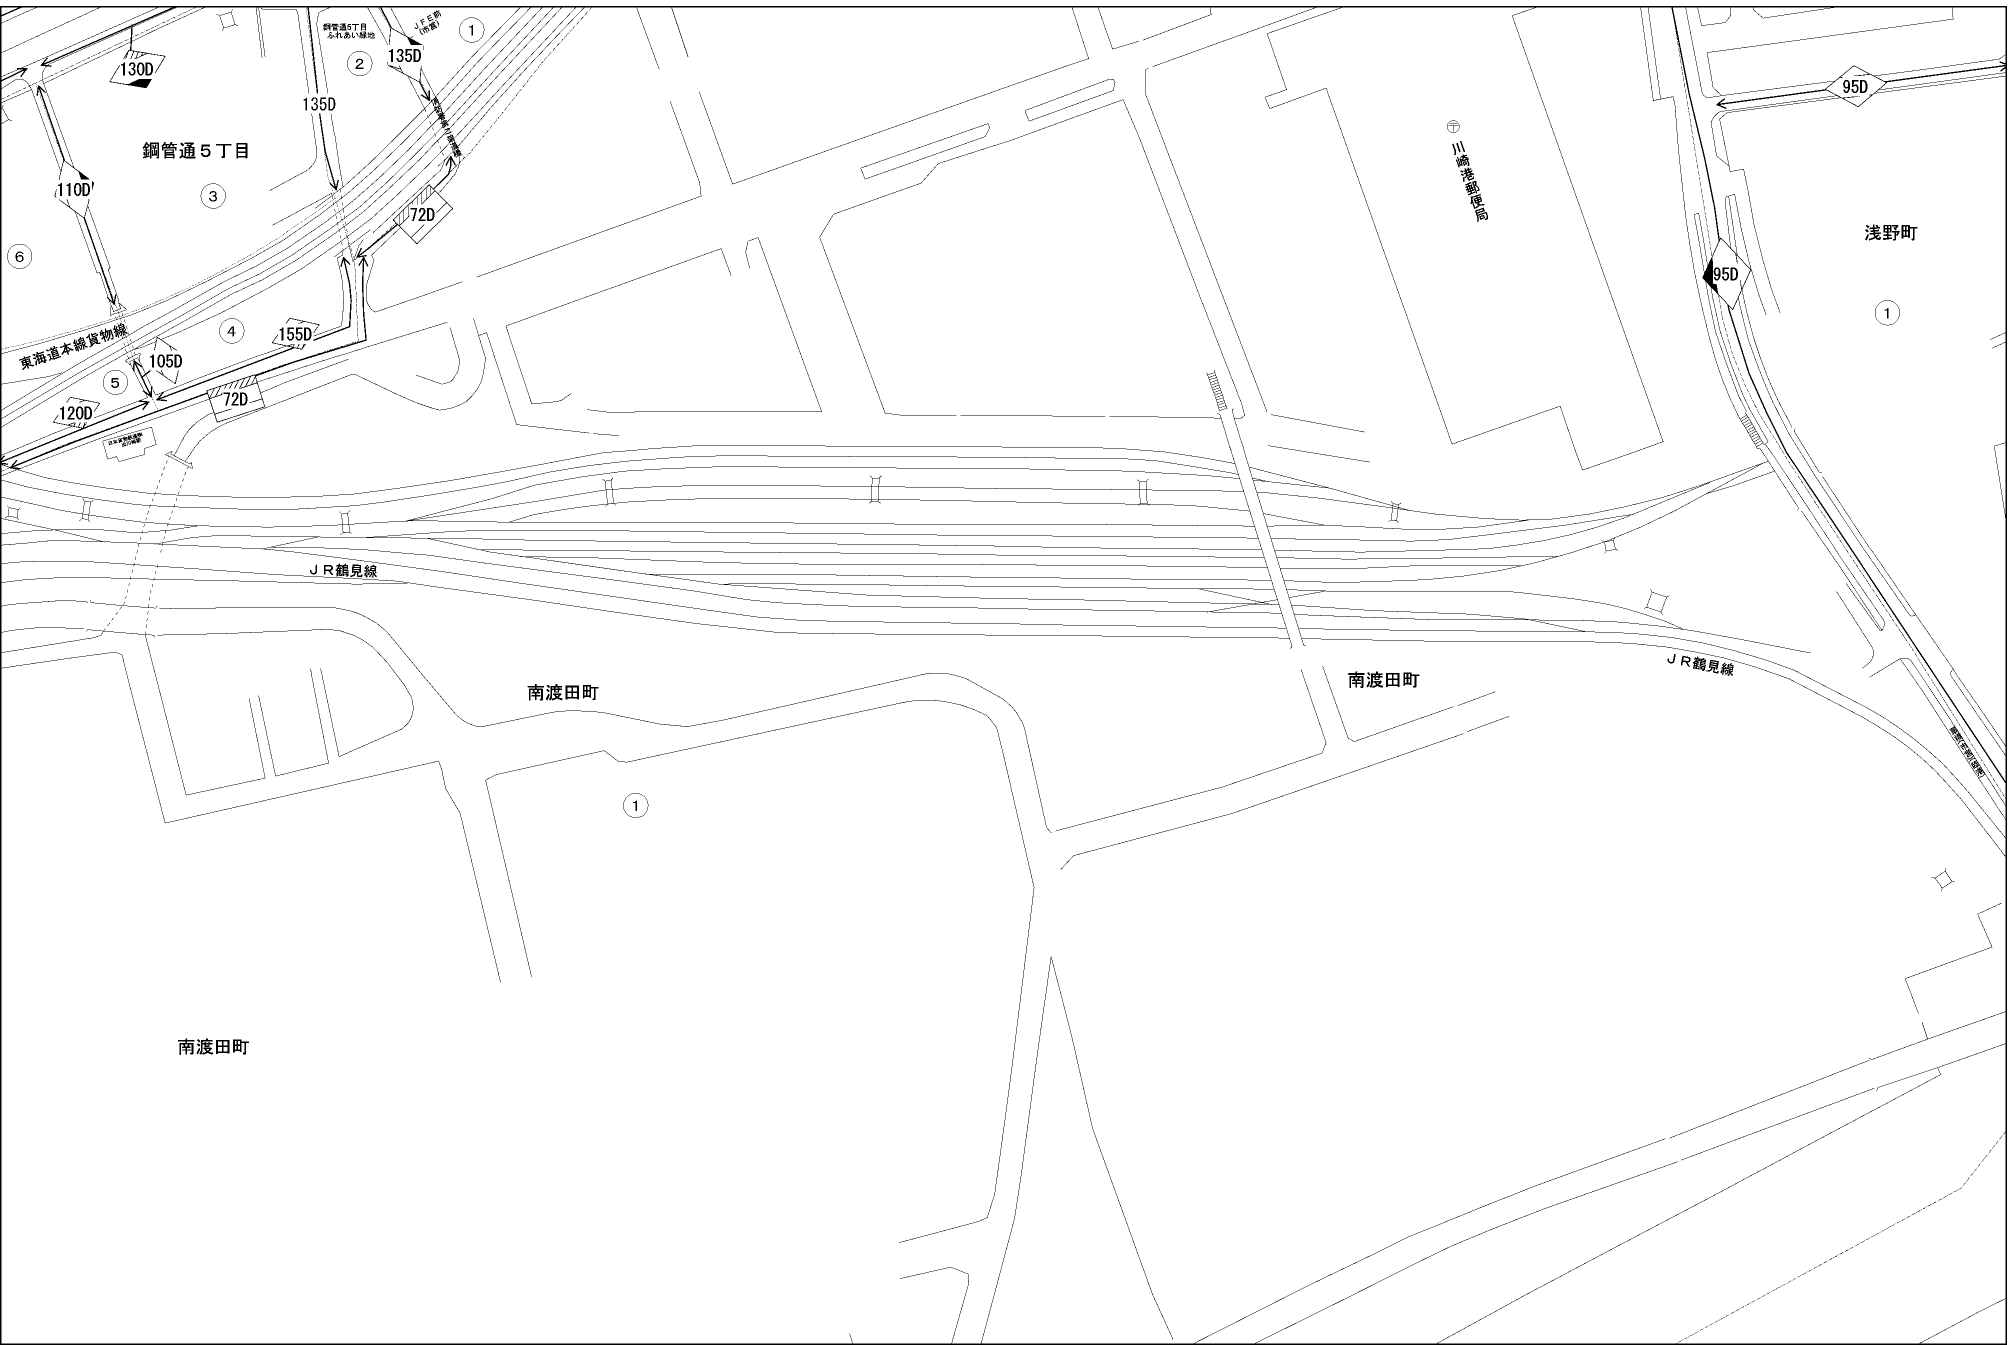 鋼管通5丁目
ふれあい緑地
ＪＦＥ前
(市営)
①
②
130D
135D
135D
95D
鋼管通５丁目
110D
③
72D
川崎港郵便局
浅野町
⑥
95D
①
④
155D
東海道本線貨物線
105D
⑤
72D
120D
ＪＲ鶴見線
ＪＲ鶴見線
南渡田町
南渡田町
①
南渡田町